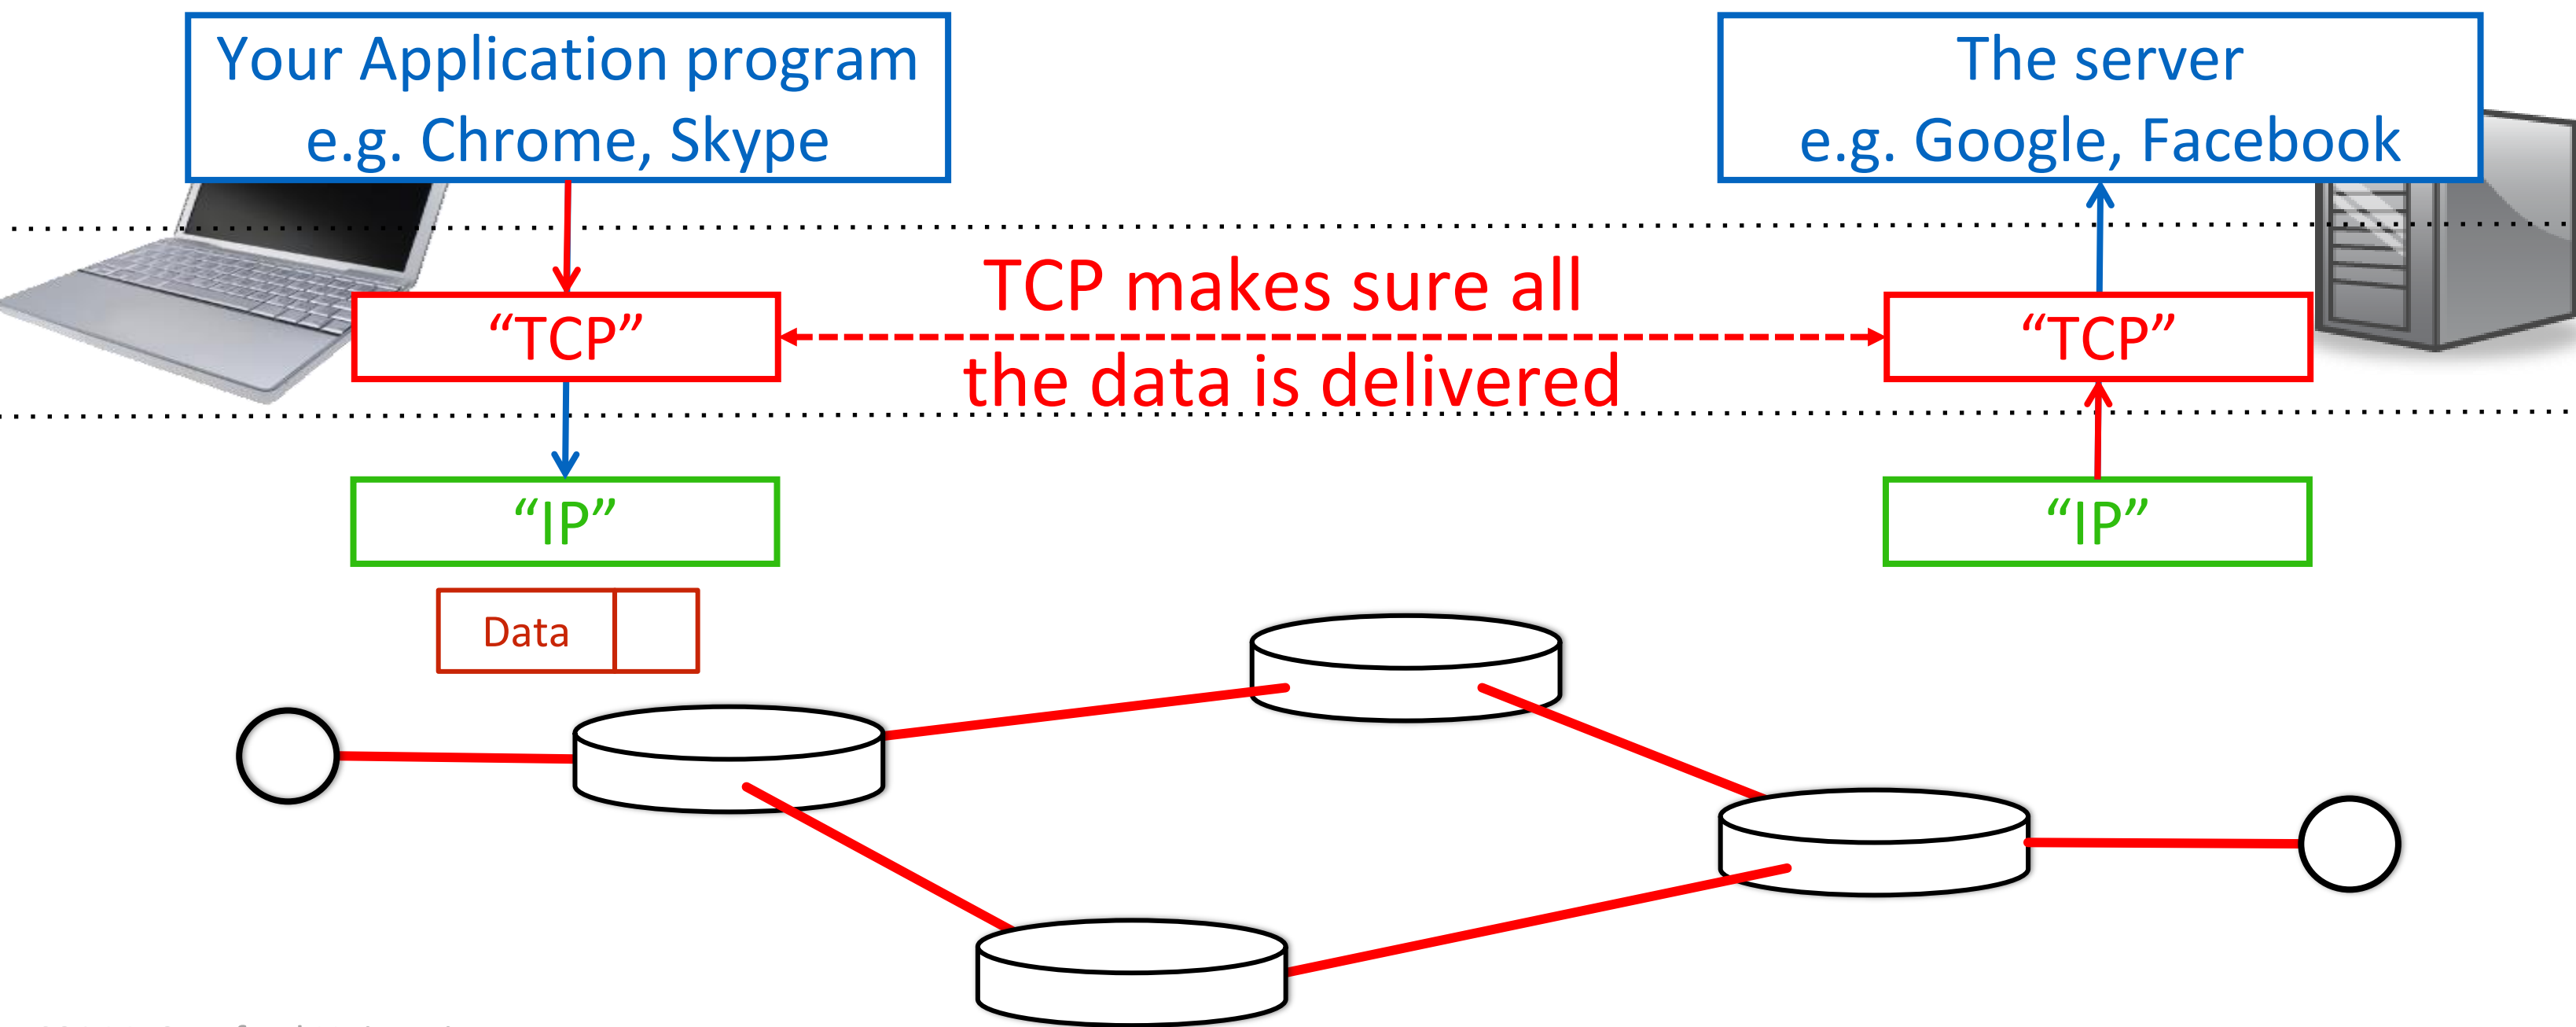 Your Application program
e.g. Chrome, Skype
The server
e.g. Google, Facebook
“TCP”
TCP makes sure all
the data is delivered
“TCP”
“IP”
“IP”
Data